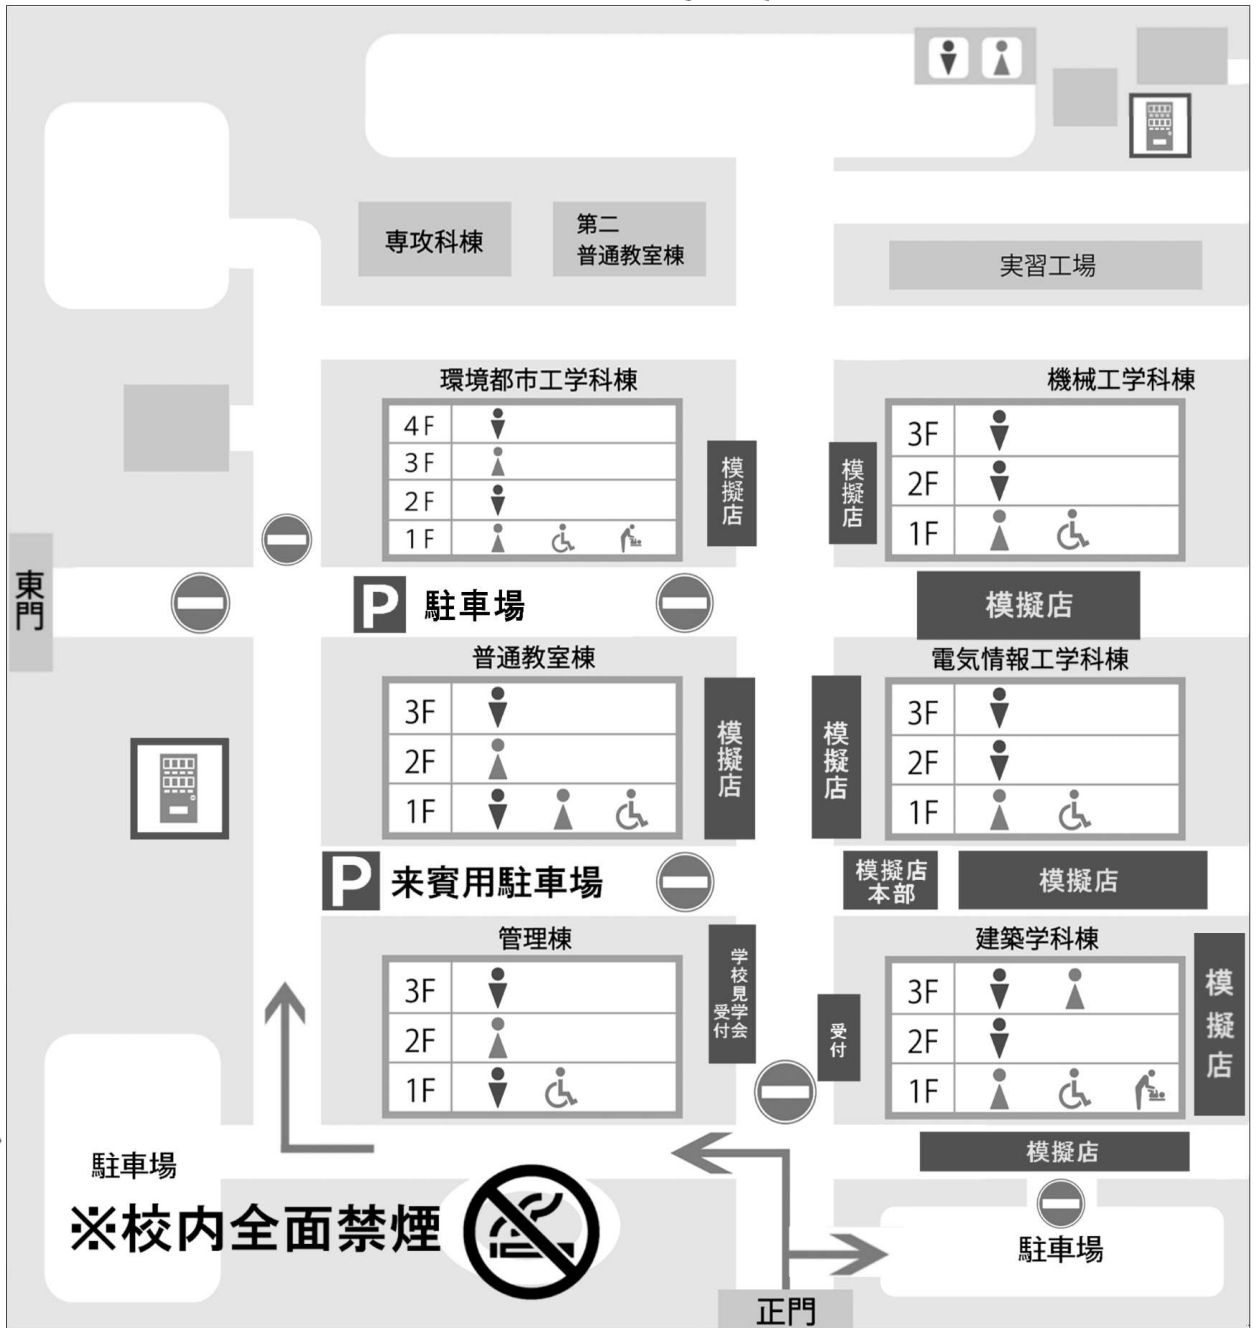 専攻科棟
第二
普通教室棟
実習工場
環境都市工学科棟
4F
3F
2F
1F
模擬店
模擬店
機械工学科棟
3F
2F
1F
東門
P 駐車場
模擬店
普通教室棟
3F
2F
1F
模擬店
模擬店
電気情報工学科棟
3F
2F
1F
P 来賓用駐車場
模擬店
本部
模擬店
管理棟
3F
2F
1F
学校見学会
受付
受付
建築学科棟
3F
2F
1F
模擬店
模擬店
駐車場
※校内全面禁煙
駐車場
正門